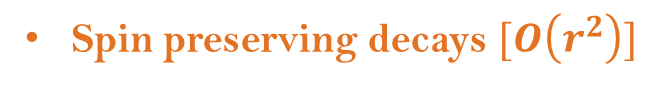 • Spin preserving decays [O(r²)]